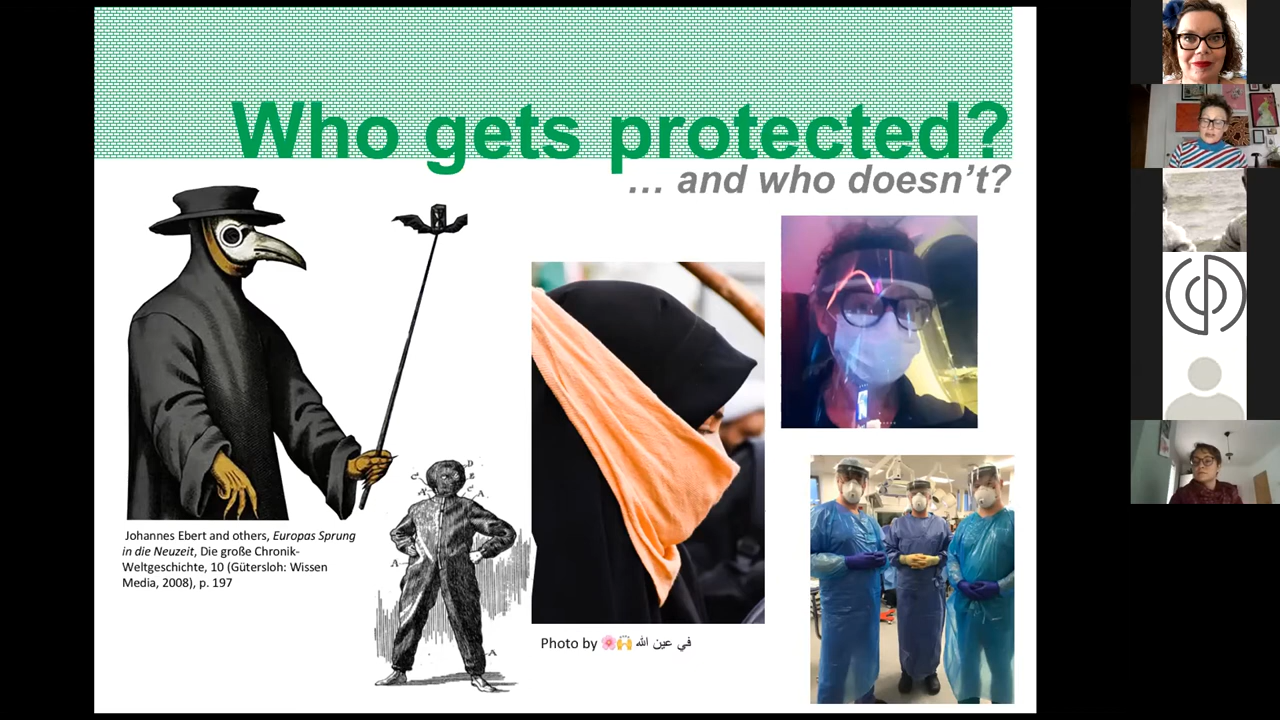 Who gets protected?
… and who doesn't?
Johannes Ebert and others, Europas Sprung
in die Neuzeit, Die große Chronik-
Weltgeschichte, 10 (Gütersloh: Wissen
Media, 2008), p. 197
D
E
C
C
A
A
A
A
Photo by 🌸🙌 في عين الله